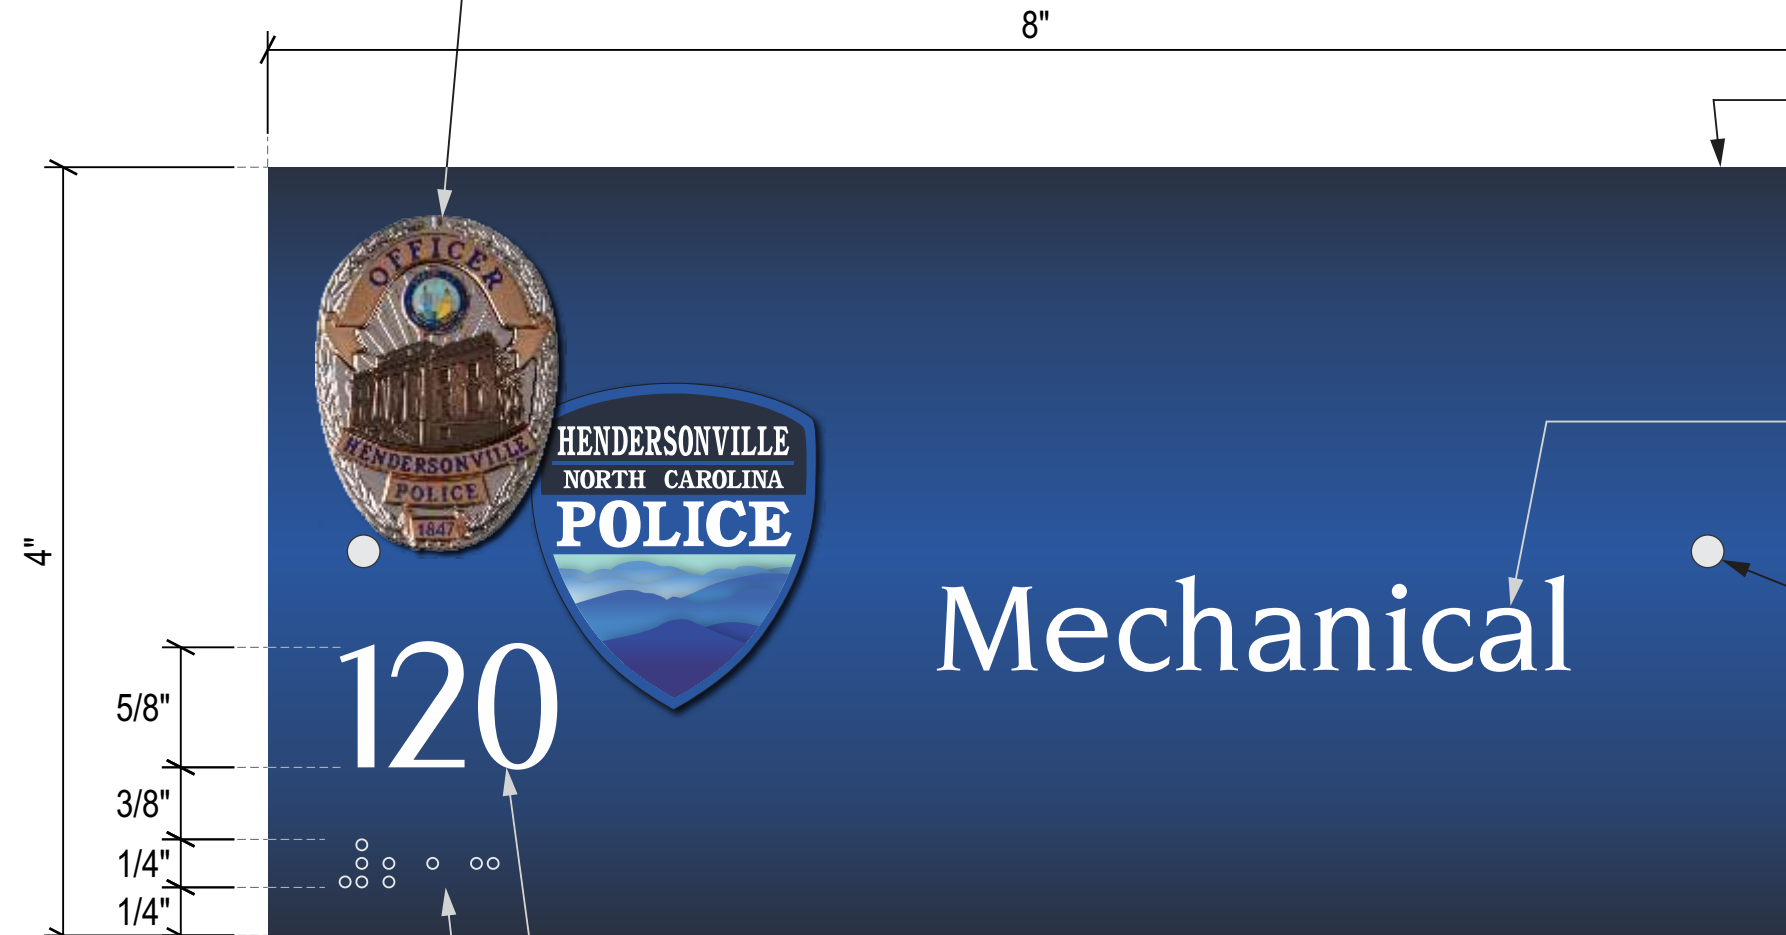 8"
OFFICER
HENDERSONVILLE
POLICE
1847
HENDERSONVILLE
NORTH CAROLINA
POLICE
4"
Mechanical
120
5/8"
3/8"
1/4"
1/4"